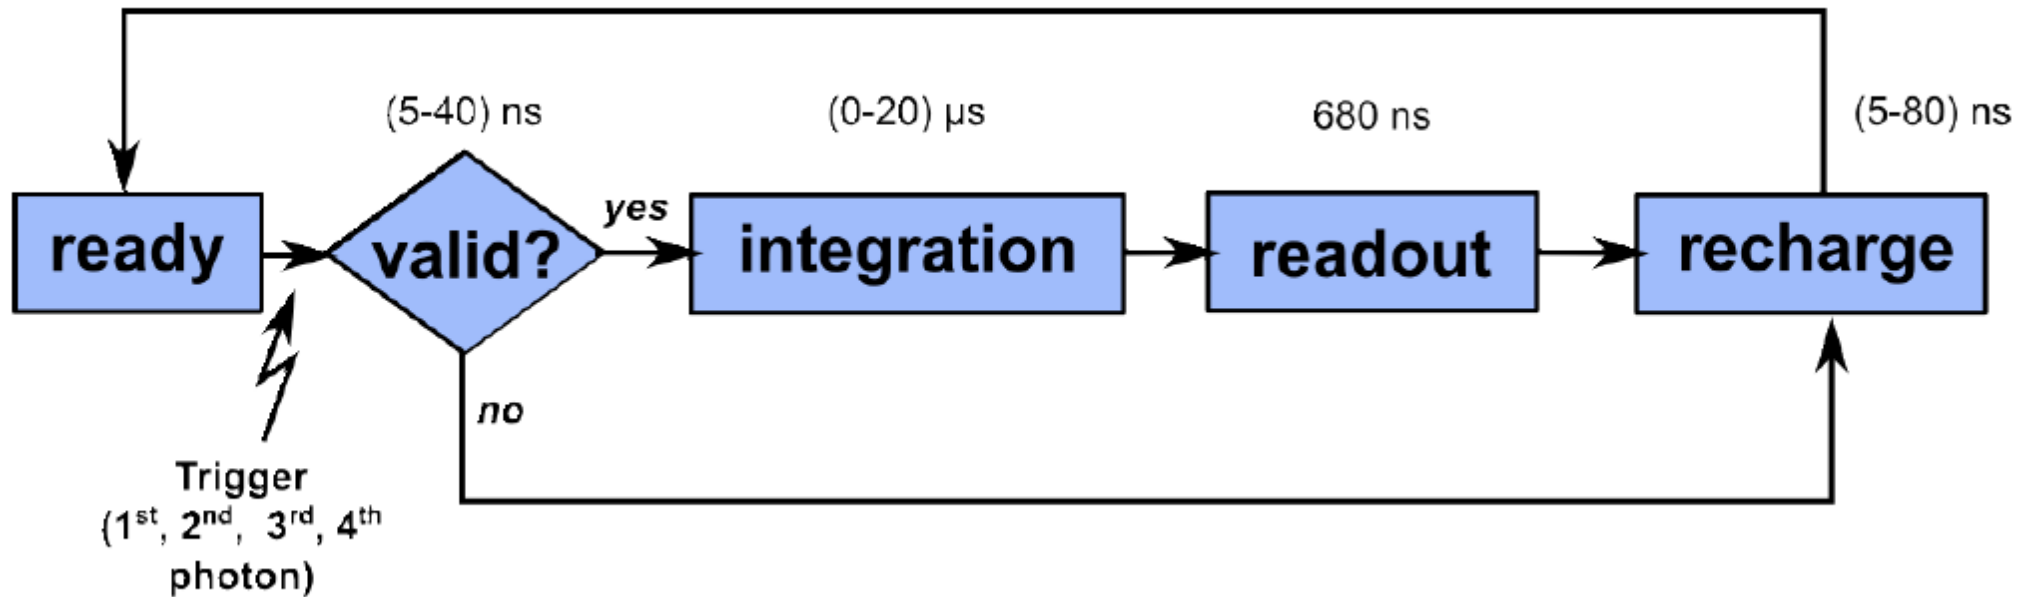 (5-40) ns
(0-20) µs
680 ns
(5-80) ns
ready
valid?
yes
integration
readout
recharge
no
Trigger
(1st, 2nd, 3rd, 4th
photon)